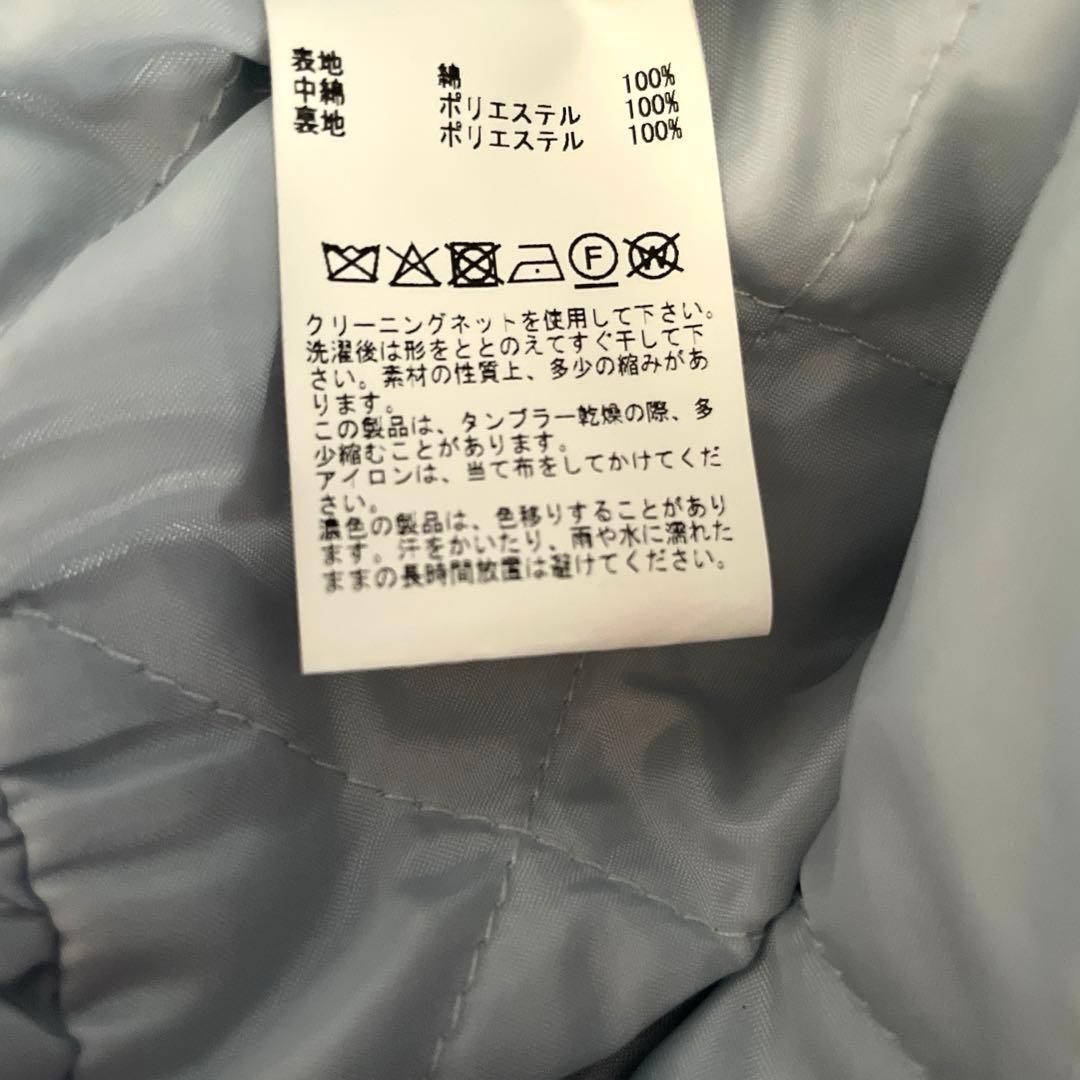 表地 綿 100%
中綿 ポリエステル 100%
裏地 ポリエステル 100%
F W
クリーニングネットを使用して下さい。
洗濯後は形をととのえてすぐ干して下
さい。素材の性質上、多少の縮みがあ
ります。
この製品は、タンブラー乾燥の際、多
少縮むことがあります。
アイロンは、当て布をしてかけてくだ
さい。
濃色の製品は、色移りすることがあり
ます。汗をかいたり、雨や水に濡れた
ままの長時間放置は避けてください。